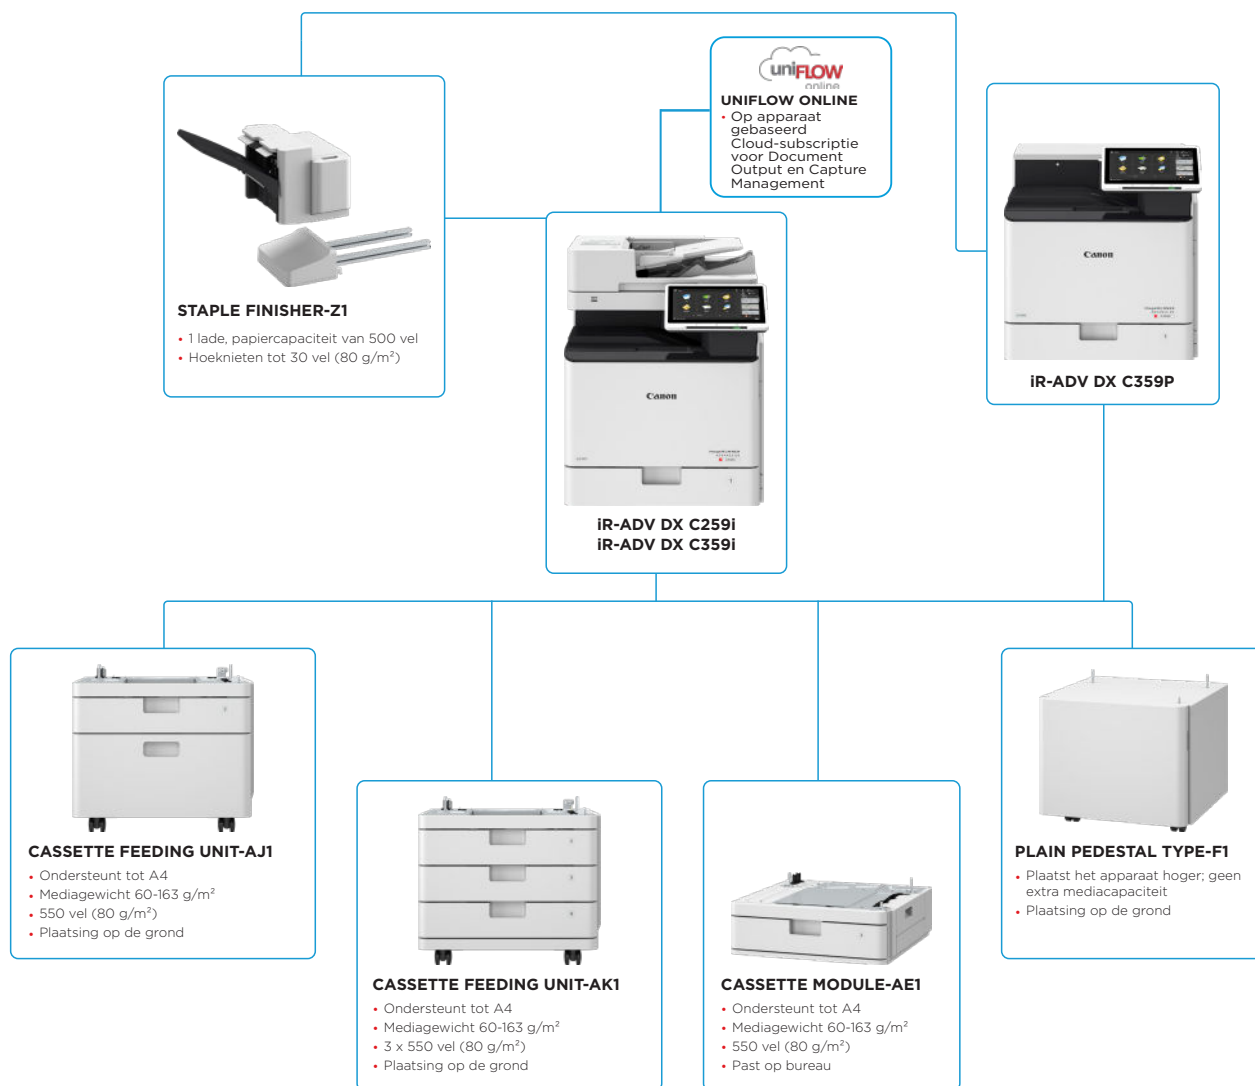 uniFLOW
online
UNIFLOW ONLINE
• Op apparaat
gebaseerd
Cloud-subscriptie
voor Document
Output en Capture
Management
STAPLE FINISHER-Z1
• 1 lade, papiercapaciteit van 500 vel
• Hoeknieten tot 30 vel (80 g/m²)
Canon
iR-ADV DX C259i
iR-ADV DX C359i
Canon
iR-ADV DX C359P
CASSETTE FEEDING UNIT-AJ1
• Ondersteunt tot A4
• Mediagewicht 60-163 g/m²
• 550 vel (80 g/m²)
• Plaatsing op de grond
CASSETTE FEEDING UNIT-AK1
• Ondersteunt tot A4
• Mediagewicht 60-163 g/m²
• 3 x 550 vel (80 g/m²)
• Plaatsing op de grond
CASSETTE MODULE-AE1
• Ondersteunt tot A4
• Mediagewicht 60-163 g/m²
• 550 vel (80 g/m²)
• Past op bureau
PLAIN PEDESTAL TYPE-F1
• Plaatst het apparaat hoger; geen
extra mediacapaciteit
• Plaatsing op de grond